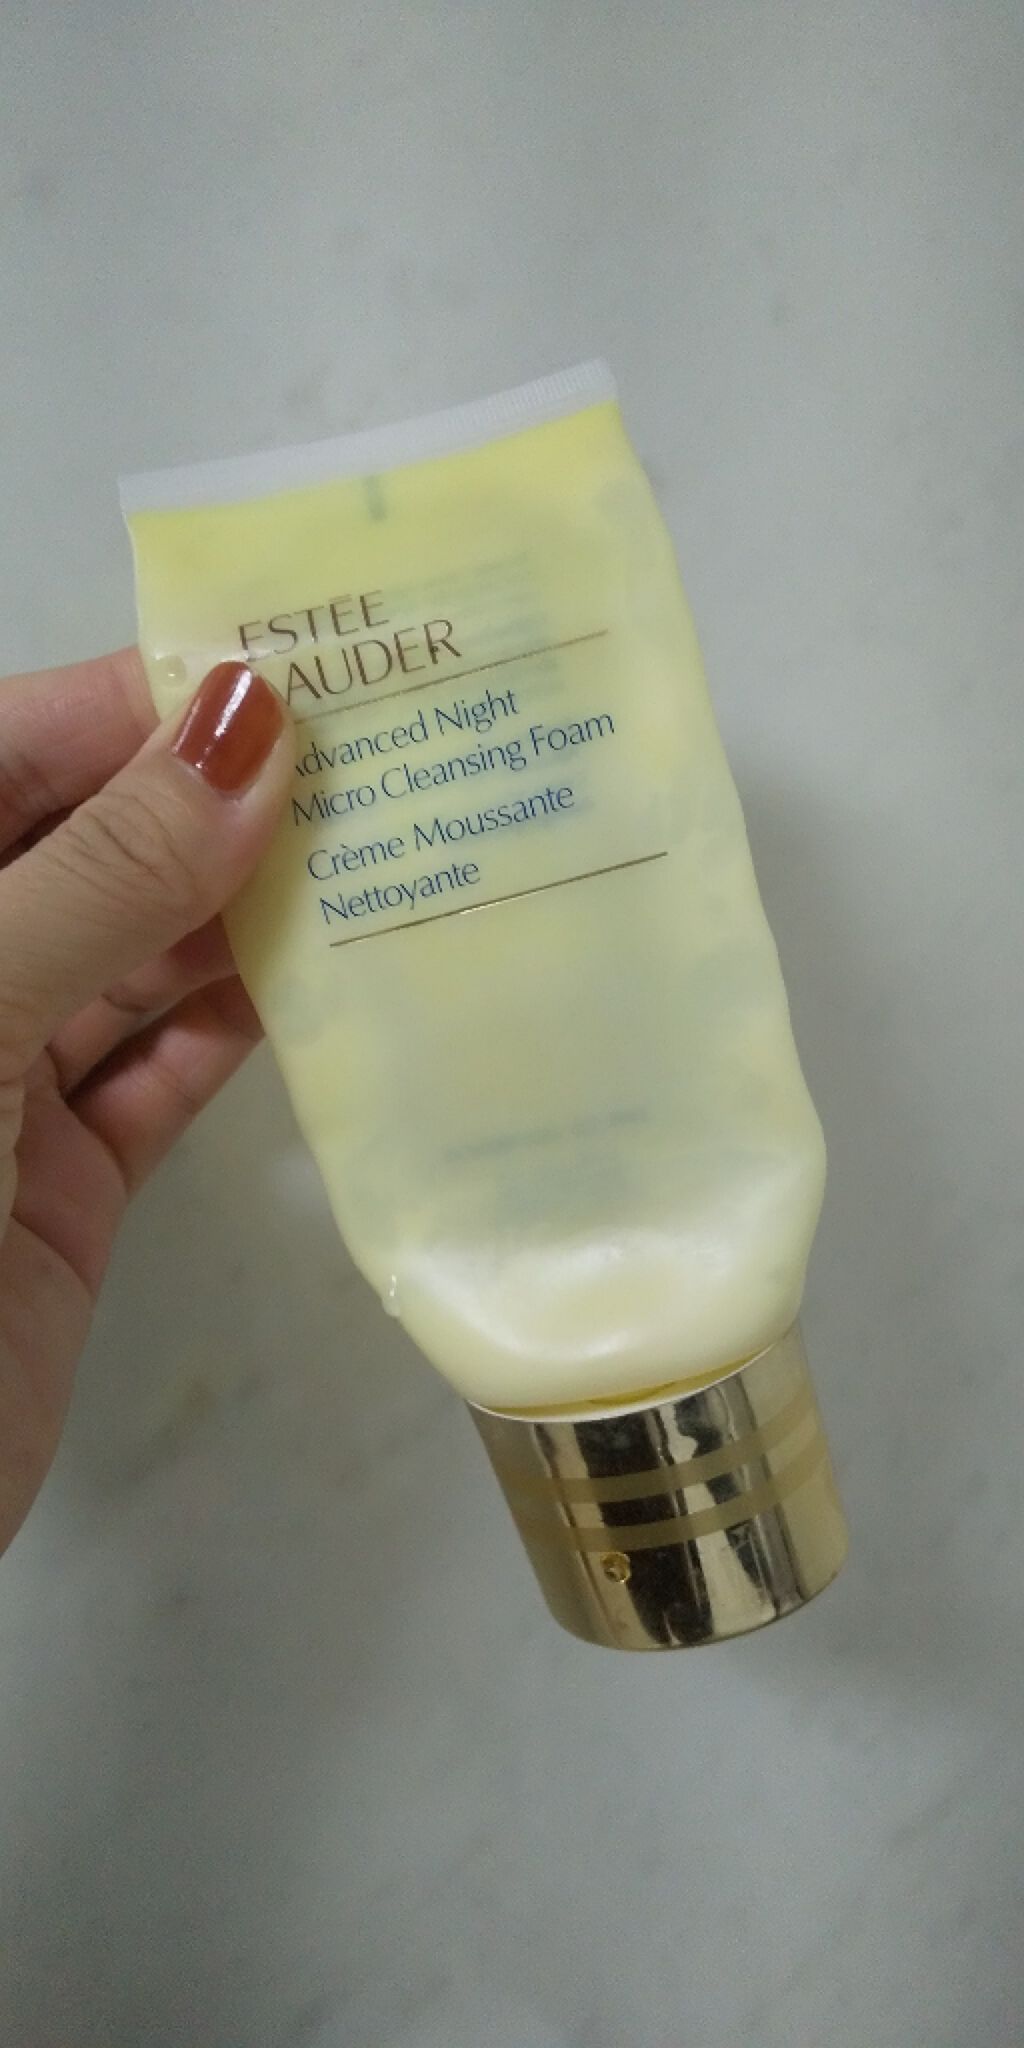 ESTĒE
LAUDER
Advanced Night
Micro Cleansing Foam
Crème Moussante
Nettoyante